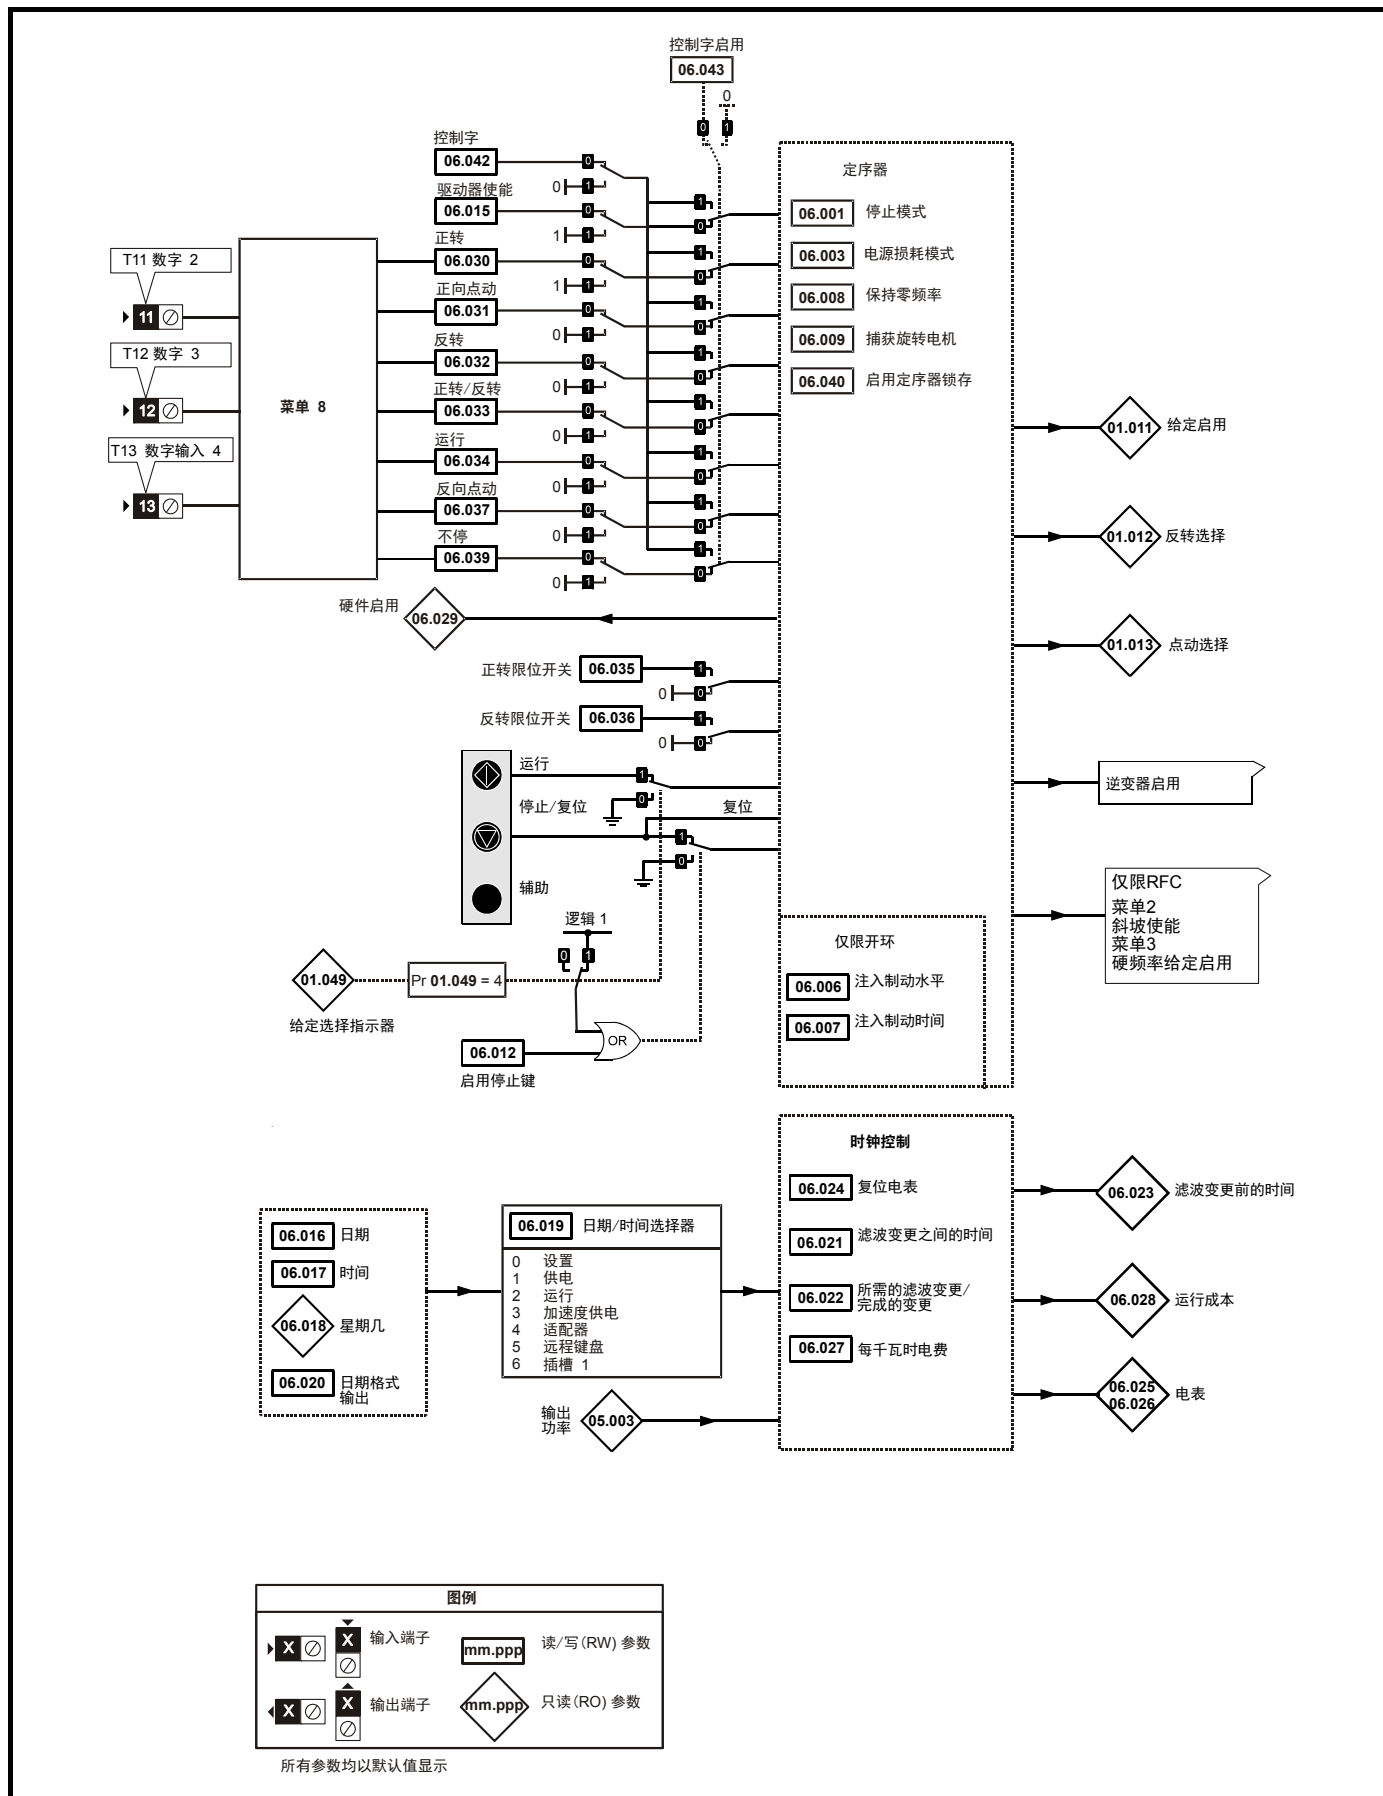 控制字启用
06.043
0
0 1
控制字
06.042
0
0 1
驱动器使能
06.015
0
1 1
正转
06.030
0
1 1
正向点动
06.031
0
0 1
反转
06.032
0
0 1
正转/反转
06.033
0
0 1
运行
06.034
0
0 1
反向点动
06.037
0
0 1
不停
06.039
0
0 1
1
0
1
0
1
0
1
0
1
0
1
0
1
0
1
0
T11 数字 2
11
T12 数字 3
12
T13 数字输入 4
13
菜单 8
定序器
06.001 停止模式
06.003 电源损耗模式
06.008 保持零频率
06.009 捕获旋转电机
06.040 启用定序器锁存
01.011 给定启用
01.012 反转选择
01.013 点动选择
逆变器启用
仅限RFC
菜单2
斜坡使能
菜单3
硬频率给定启用
硬件启用 06.029
正转限位开关 06.035 1
0 0
反转限位开关 06.036 1
0 0
运行
1
停止/复位 0 复位
1
0
辅助
逻辑 1
0 1
01.049 Pr 01.049 = 4
给定选择指示器
OR
06.012
启用停止键
仅限开环
06.006 注入制动水平
06.007 注入制动时间
时钟控制
06.024 复位电表
06.021 滤波变更之间的时间
06.022 所需的滤波变更/
完成的变更
06.027 每千瓦时电费
06.023 滤波变更前的时间
06.028 运行成本
06.025
06.026 电表
06.016 日期
06.017 时间
06.018 星期几
06.020 日期格式
输出
06.019 日期/时间选择器
0 设置
1 供电
2 运行
3 加速度供电
4 适配器
5 远程键盘
6 插槽 1
输出
功率 05.003
图例
X X 输入端子 mm.ppp 读/写(RW) 参数
X X 输出端子 mm.ppp 只读(RO) 参数
所有参数均以默认值显示